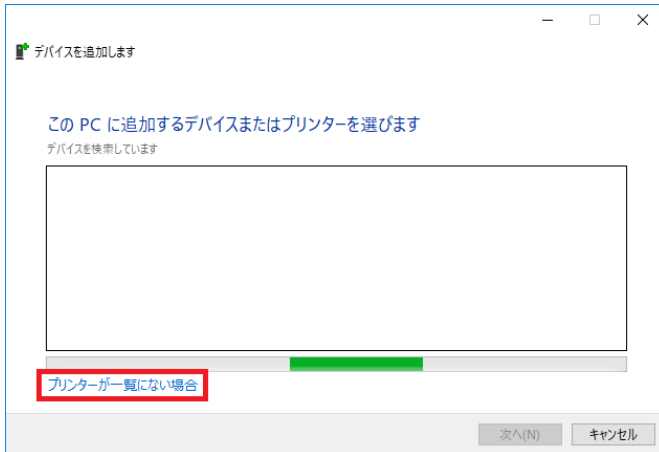 デバイスを追加します
この PC に追加するデバイスまたはプリンターを選びます
デバイスを検索しています
プリンターが一覧にない場合
次へ(N) キャンセル